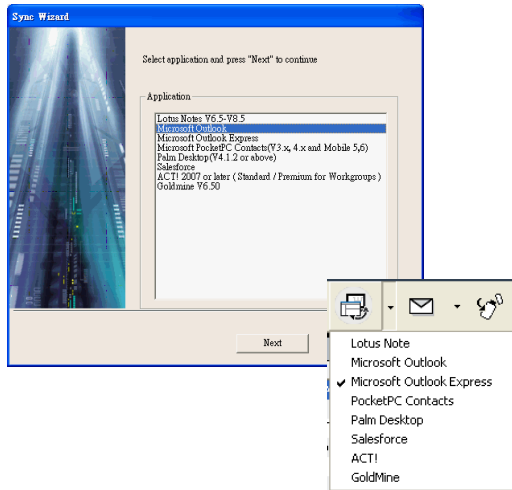 Sync Wizard
Select application and press "Next" to continue
Application
Lotus Notes V6.5-V8.5
Microsoft Outlook
Microsoft Outlook Express
Microsoft PocketPC Contacts(V3.x, 4.x and Mobile 5,6)
Palm Desktop(V4.1.2 or above)
Salesforce
ACT! 2007 or later ( Standard / Premium for Workgroups )
Goldmine V6.50
Next
Lotus Note
Microsoft Outlook
Microsoft Outlook Express
PocketPC Contacts
Palm Desktop
Salesforce
ACT!
GoldMine